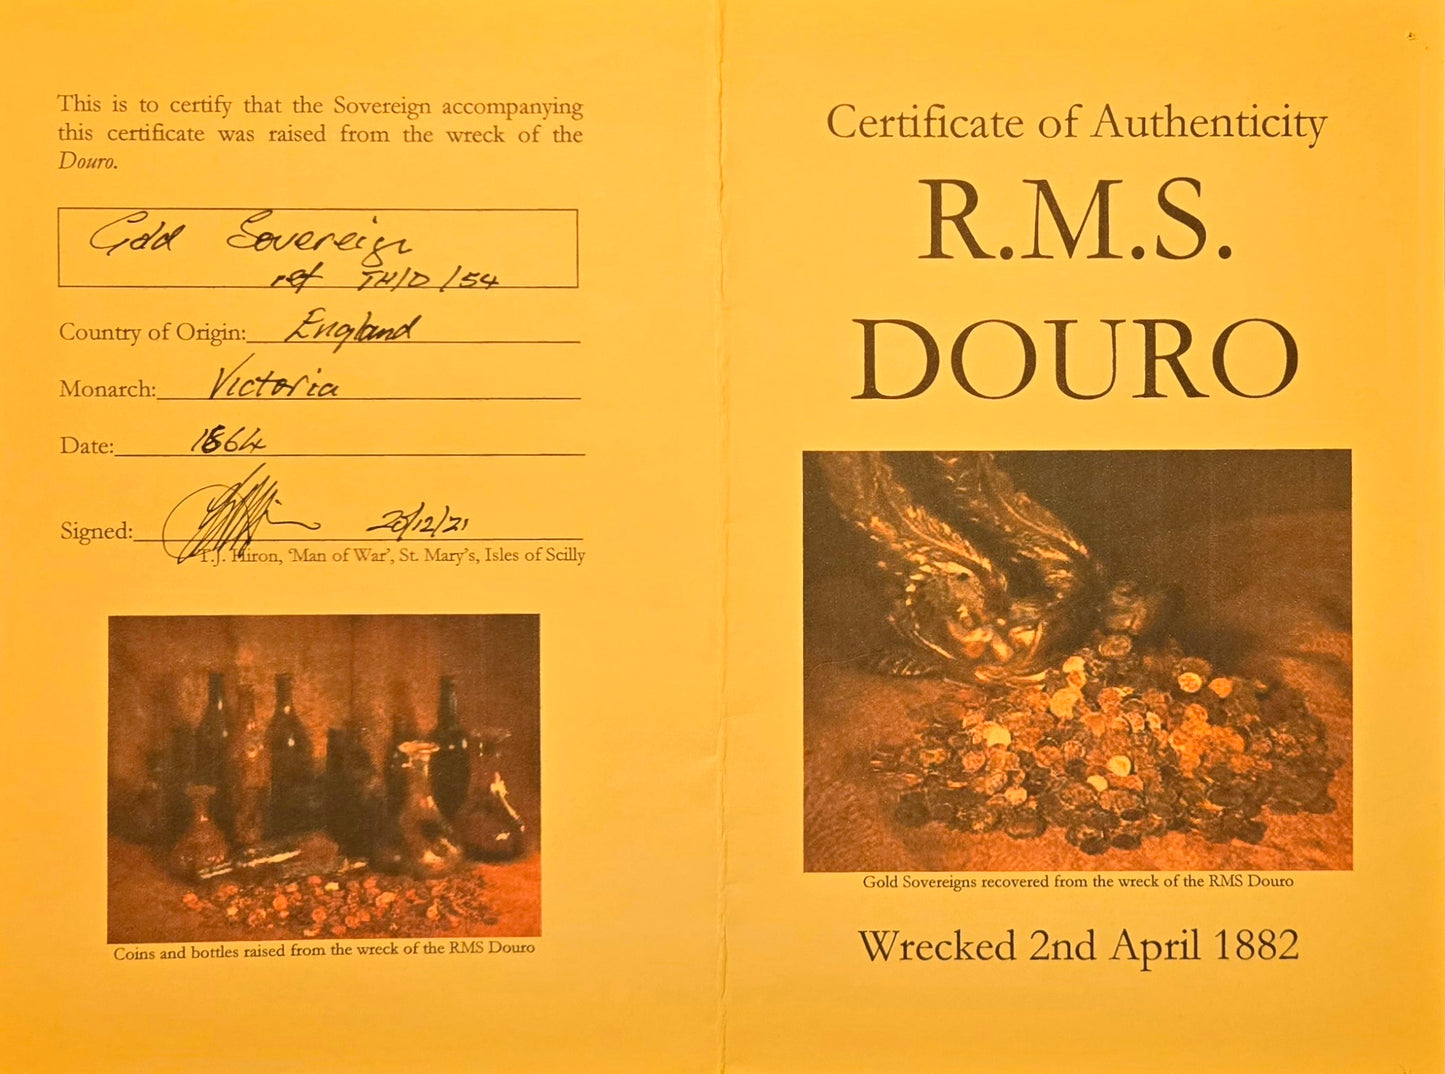 This is to certify that the Sovereign accompanying
this certificate was raised from the wreck of the
Douro.
Gold Sovereign
ref TH/D/54
Country of Origin: England
Monarch: Victoria
Date: 1864
Signed: 20/12/21
T.J. Hiron, 'Man of War', St. Mary's, Isles of Scilly
Coins and bottles raised from the wreck of the RMS Douro
Certificate of Authenticity
R.M.S.
DOURO
Gold Sovereigns recovered from the wreck of the RMS Douro
Wrecked 2nd April 1882